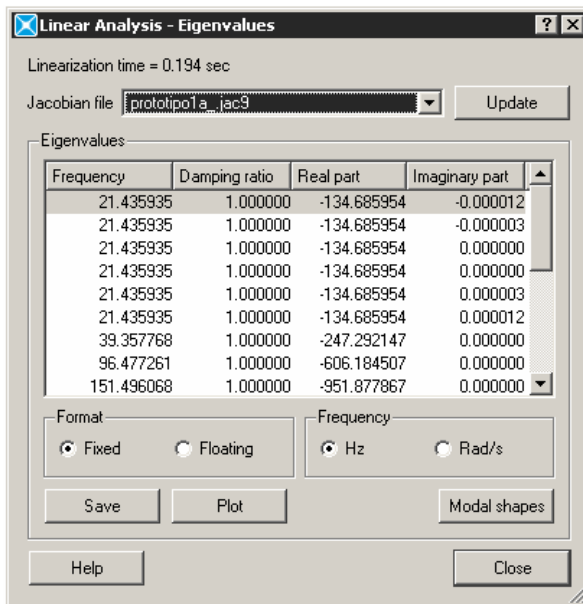 Linear Analysis - Eigenvalues
Linearization time = 0.194 sec
Jacobian file prototipo1a_.jac9 Update
Eigenvalues
Frequency Damping ratio Real part Imaginary part
21.435935 1.000000 -134.685954 -0.000012
21.435935 1.000000 -134.685954 -0.000003
21.435935 1.000000 -134.685954 0.000000
21.435935 1.000000 -134.685954 0.000000
21.435935 1.000000 -134.685954 0.000003
21.435935 1.000000 -134.685954 0.000012
39.357768 1.000000 -247.292147 0.000000
96.477261 1.000000 -606.184507 0.000000
151.496068 1.000000 -951.877867 0.000000
Format Frequency
Fixed Floating Hz Rad/s
Save Plot Modal shapes
Help Close